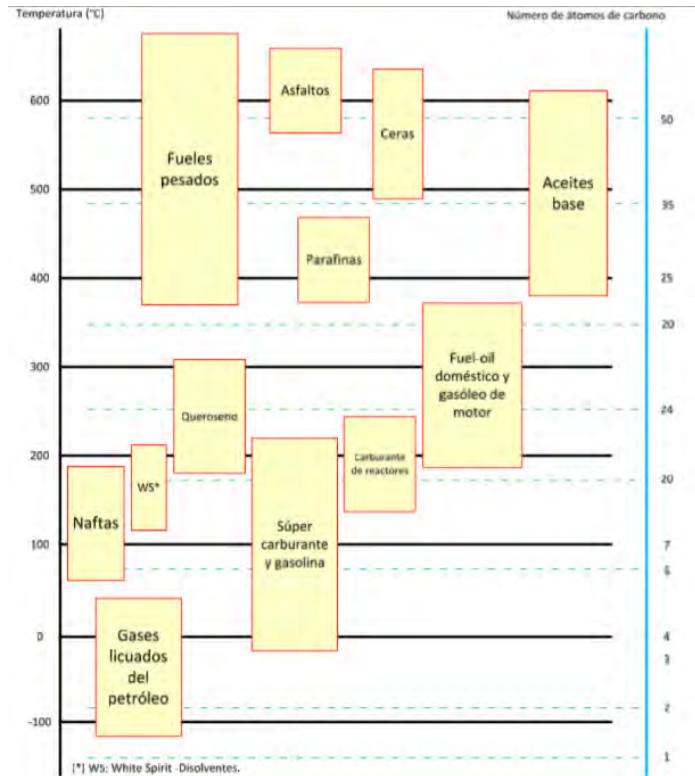 Temperatura (°C)
Número de átomos de carbono
600
500
400
300
200
100
0
-100
Fueles
pesados
Asfaltos
Ceras
Aceites
base
Parafinas
Fuel-oil
doméstico y
gasóleo de
motor
Queroseno
Carburante
de reactores
WS*
Naftas
Súper
carburante
y gasolina
Gases
licuados
del
petróleo
50
35
25
20
24
20
7
4
3
2
1
(*) WS: White Spirit -Disolventes.